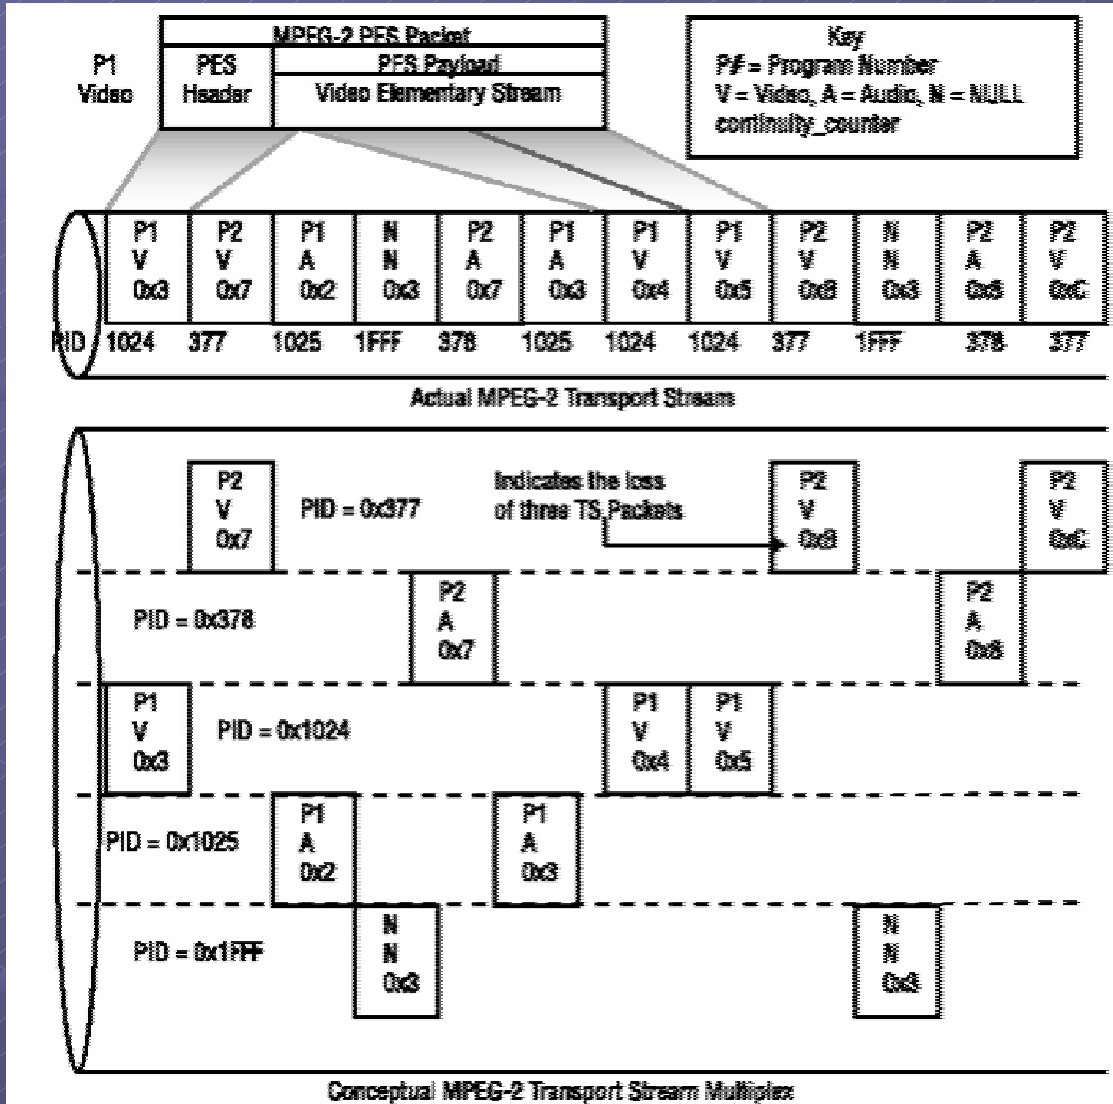 MPEG-2 PES Packet
P1 Video
PES Header
PES Payload
Video Elementary Stream
Key
P# = Program Number
V = Video, A = Audio, N = NULL
continuity_counter
P1 P2 P1 N P2 P1 P1 P1 P2 N P2 P2
V V A N A A V V V N A V
0x3 0x7 0x2 0x3 0x7 0x3 0x4 0x5 0xB 0x3 0x8 0xC
PID 1024 377 1025 1FFF 378 1025 1024 1024 377 1FFF 378 377
Actual MPEG-2 Transport Stream
P2 Indicates the loss P2 P2
V PID = 0x377 of three TS Packets V V
0x7 0xB 0xC
P2 P2
PID = 0x378 A A
0x7 0x8
P1 P1 P1
V PID = 0x1024 V V
0x3 0x4 0x5
P1 P1
PID = 0x1025 A A
0x2 0x3
N N
PID = 0x1FFF N N
0x3 0x3
Conceptual MPEG-2 Transport Stream Multiplex